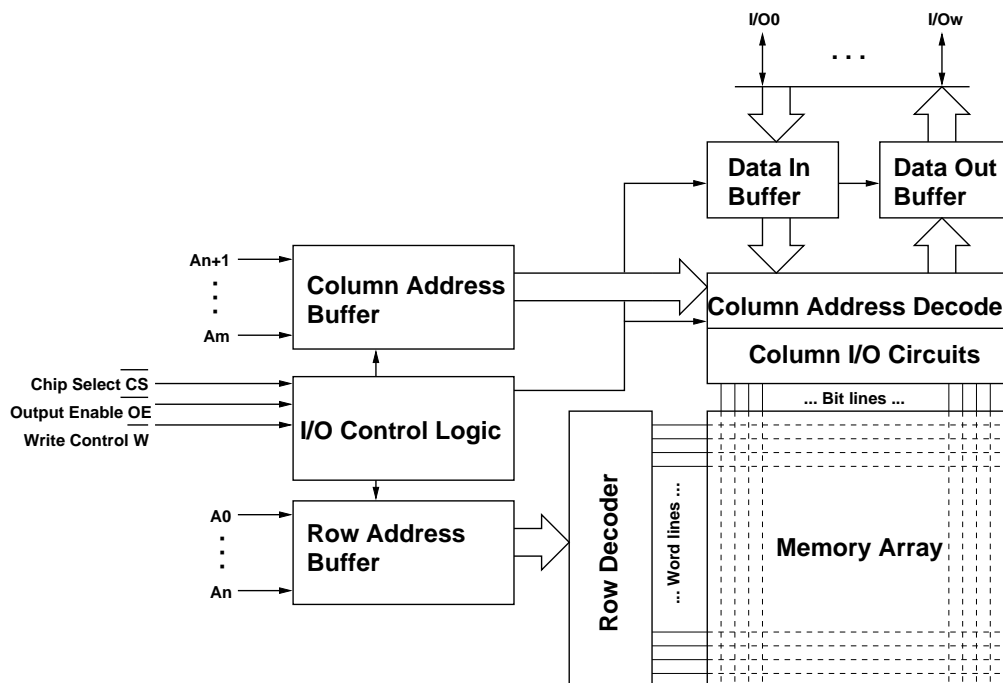 I/O0
I/Ow
. . .
Data In
Buffer
Data Out
Buffer
An+1
Am
Column Address
Buffer
Column Address Decode
Column I/O Circuits
Chip Select CS
Output Enable OE
Write Control W
I/O Control Logic
... Bit lines ...
A0
An
Row Address
Buffer
Row Decoder
... Word lines ...
Memory Array